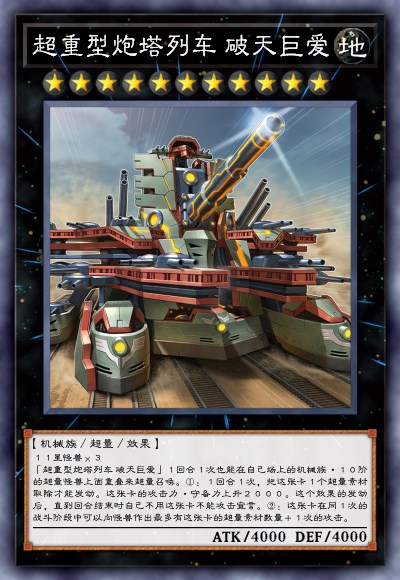 超重型炮塔列车 破天巨爱 地
【机械族/超量/效果】
11星怪兽×3
「超重型炮塔列车 破天巨爱」1回合1次也能在自己场上的机械族·10阶
的超量怪兽上面重叠来超量召唤。①：1回合1次，把这张卡1个超量素材
取除才能发动。这张卡的攻击力·守备力上升2000。这个效果的发动
后，直到回合结束时自己不用这张卡不能攻击宣言。②：这张卡在同1次的
战斗阶段中可以向怪兽作出最多有这张卡的超量素材数量+1次的攻击。
ATK/4000 DEF/4000